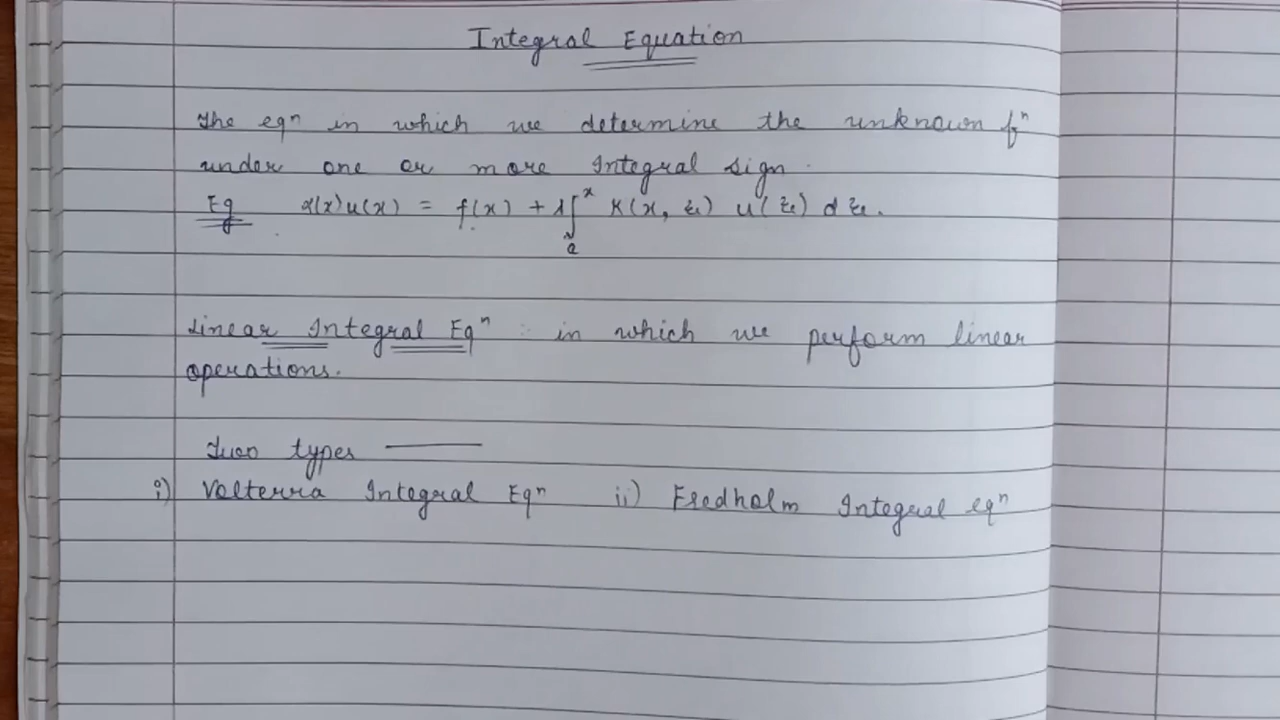 Integral Equation
The eqⁿ in which we determine the unknown fⁿ
under one or more Integral sign.
Eg α(x)u(x) = f(x) + λ∫ₐˣ K(x, ξ) u(ξ) dξ.
Linear Integral Eqⁿ : in which we perform linear
operations.
Two types ———
i) Volterra Integral Eqⁿ ii) Fredholm Integral eqⁿ